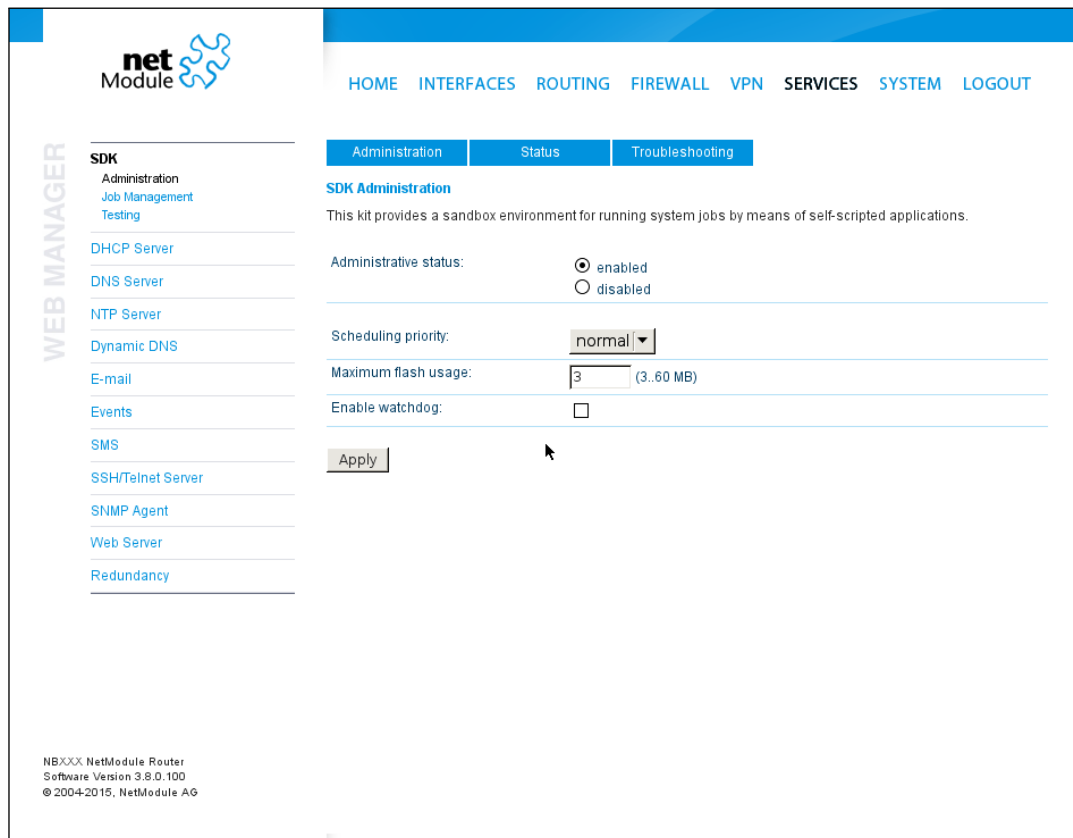 net
Module
HOME INTERFACES ROUTING FIREWALL VPN SERVICES SYSTEM LOGOUT
WEB MANAGER
SDK
Administration
Job Management
Testing
DHCP Server
DNS Server
NTP Server
Dynamic DNS
E-mail
Events
SMS
SSH/Telnet Server
SNMP Agent
Web Server
Redundancy
Administration Status Troubleshooting
SDK Administration
This kit provides a sandbox environment for running system jobs by means of self-scripted applications.
Administrative status:
enabled
disabled
Scheduling priority: normal
Maximum flash usage: 3 (3..60 MB)
Enable watchdog:
Apply
NBXXX NetModule Router
Software Version 3.8.0.100
© 2004-2015, NetModule AG